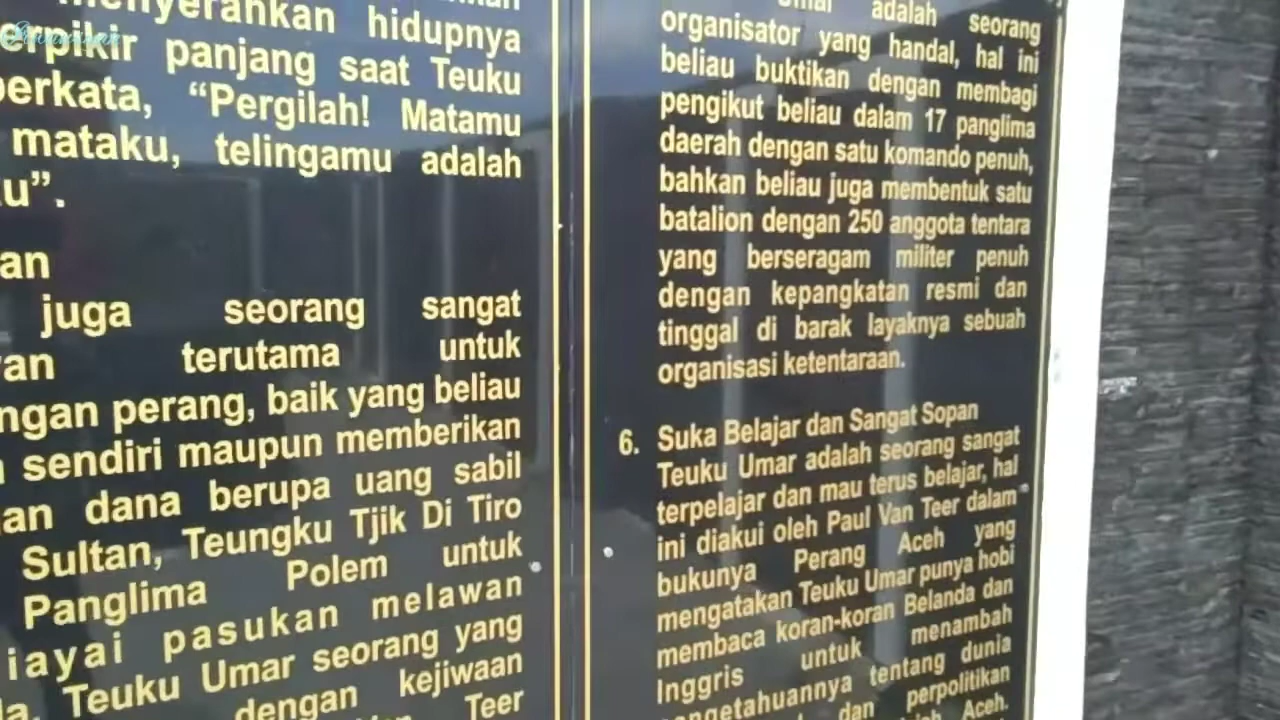 hidupnya
panjang saat Teuku
berkata, “Pergilah! Matamu
mataku, telingamu adalah
juga seorang sangat
terutama untuk
perang, baik yang beliau
sendiri maupun memberikan
dana berupa uang sabil
Sultan, Teungku Tjik Di Tiro
Panglima Polem untuk
pasukan melawan
Teuku Umar seorang yang
dengan kejiwaan
Teer
adalah seorang
organisator yang handal, hal ini
beliau buktikan dengan membagi
pengikut beliau dalam 17 panglima
daerah dengan satu komando penuh,
bahkan beliau juga membentuk satu
batalion dengan 250 anggota tentara
yang berseragam militer penuh
dengan kepangkatan resmi dan
tinggal di barak layaknya sebuah
organisasi ketentaraan.
6. Suka Belajar dan Sangat Sopan
Teuku Umar adalah seorang sangat
terpelajar dan mau terus belajar, hal
ini diakui oleh Paul Van Teer dalam
bukunya Perang Aceh yang
mengatakan Teuku Umar punya hobi
membaca koran-koran Belanda dan
Inggris untuk menambah
pengetahuannya tentang dunia
dan perpolitikan
Aceh.